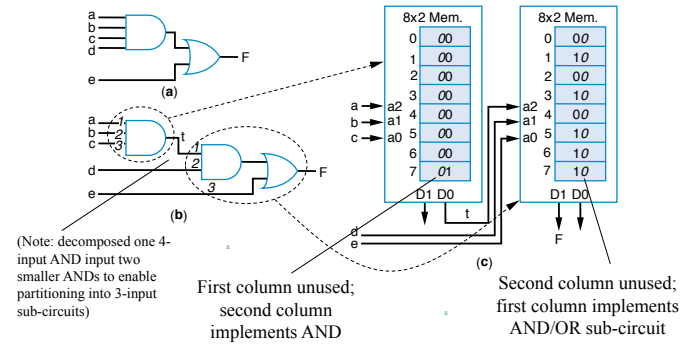 a
b
c
d
e
F
(a)
a
b
c
1
2
3
t
1
2
3
d
e
F
(b)
(Note: decomposed one 4-
input AND input two
smaller ANDs to enable
partitioning into 3-input
sub-circuits)
a
First column unused;
second column
implements AND
8x2 Mem.
0 00
1 00
2 00
3 00
4 00
5 00
6 00
7 01
a a2
b a1
c a0
D1 D0
t
d
e
(c)
8x2 Mem.
0 00
1 10
2 00
3 10
4 00
5 10
6 10
7 10
a2
a1
a0
D1 D0
F
a
Second column unused;
first column implements
AND/OR sub-circuit